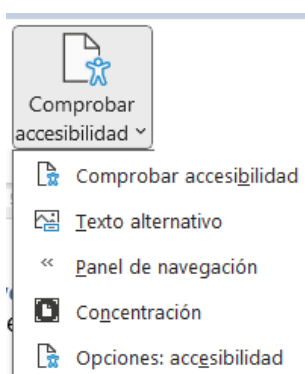 Comprobar
accesibilidad
Comprobar accesibilidad
Texto alternativo
Panel de navegación
Concentración
Opciones: accesibilidad